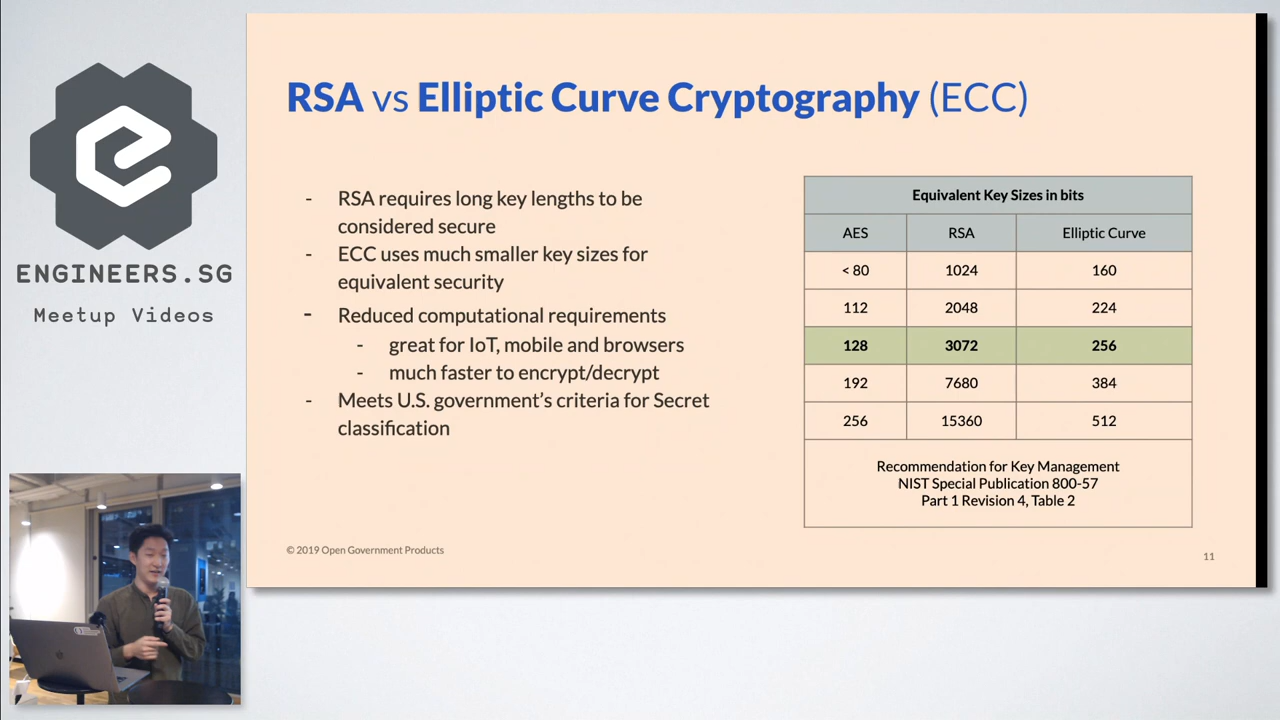 ENGINEERS.SG
Meetup Videos
RSA vs Elliptic Curve Cryptography (ECC)
- RSA requires long key lengths to be
considered secure
- ECC uses much smaller key sizes for
equivalent security
- Reduced computational requirements
- great for IoT, mobile and browsers
- much faster to encrypt/decrypt
- Meets U.S. government’s criteria for Secret
classification
Equivalent Key Sizes in bits
AES RSA Elliptic Curve
< 80 1024 160
112 2048 224
128 3072 256
192 7680 384
256 15360 512
Recommendation for Key Management
NIST Special Publication 800-57
Part 1 Revision 4, Table 2
© 2019 Open Government Products
11